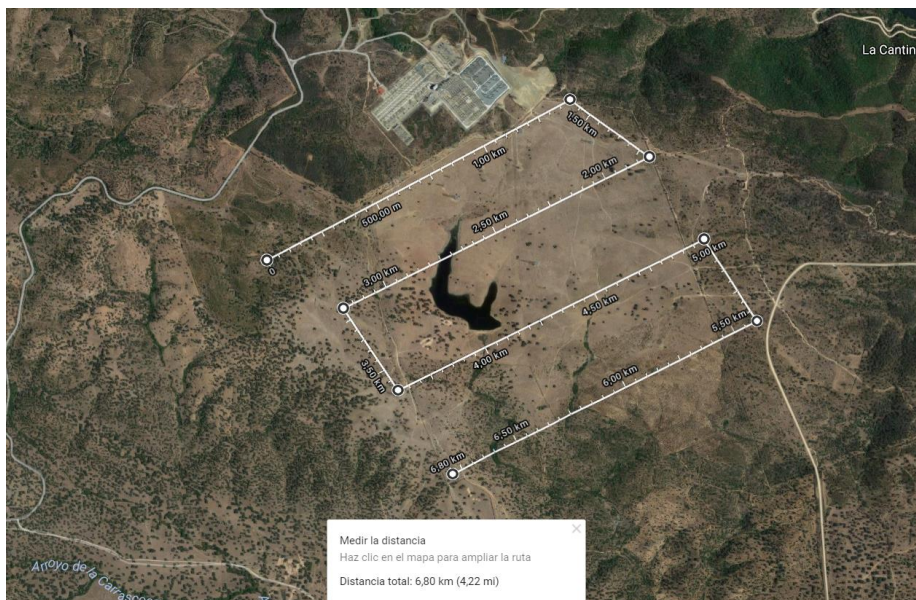 La Cantin
1,50 km
1,00 km
2,00 km
500,00 m
2,50 km
0
3,00 km
5,00 km
4,50 km
5,50 km
3,50 km
4,00 km
6,00 km
6,50 km
6,80 km
Medir la distancia
Haz clic en el mapa para ampliar la ruta
Distancia total: 6,80 km (4,22 mi)
Arroyo de la Carrascos